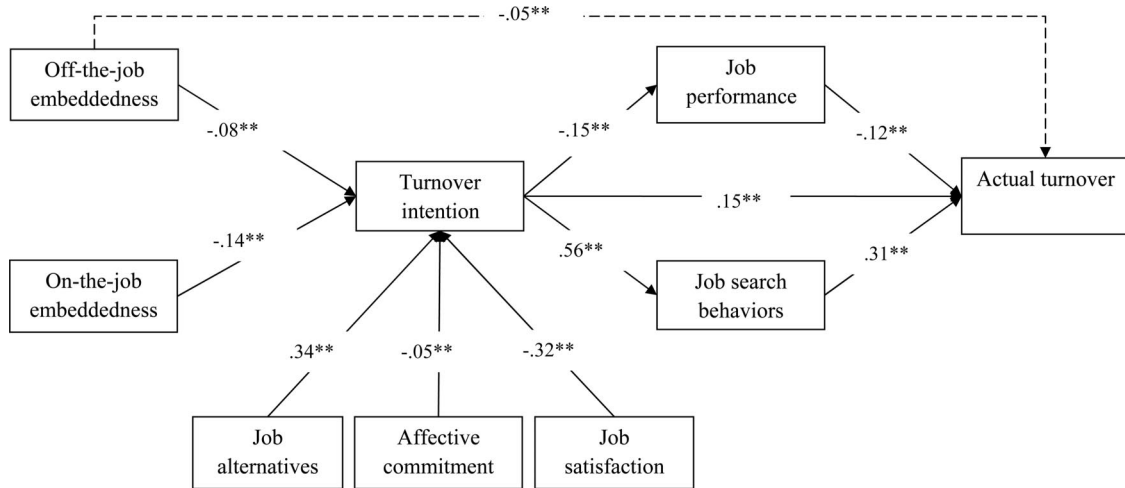 -.05**
Off-the-job
embeddedness
Job
performance
-.08**
-.15**
-.12**
Turnover
intention
Actual turnover
.15**
-.14**
.56**
.31**
On-the-job
embeddedness
Job search
behaviors
.34**
-.05**
-.32**
Job
alternatives
Affective
commitment
Job
satisfaction